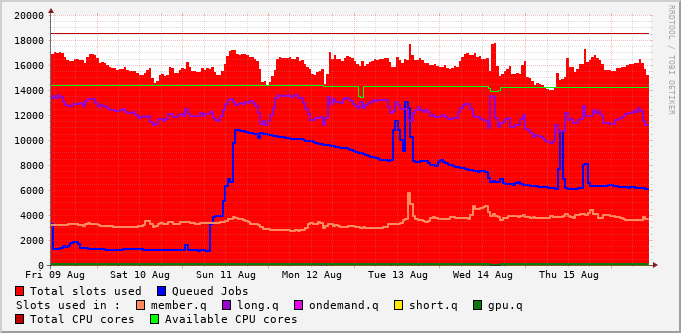 20000
18000
16000
14000
12000
10000
8000
6000
4000
2000
0
Fri 09 Aug Sat 10 Aug Sun 11 Aug Mon 12 Aug Tue 13 Aug Wed 14 Aug Thu 15 Aug
Total slots used Queued Jobs
Slots used in : member.q long.q ondemand.q short.q gpu.q
Total CPU cores Available CPU cores
RRDTOOL / TOBI OETIKER